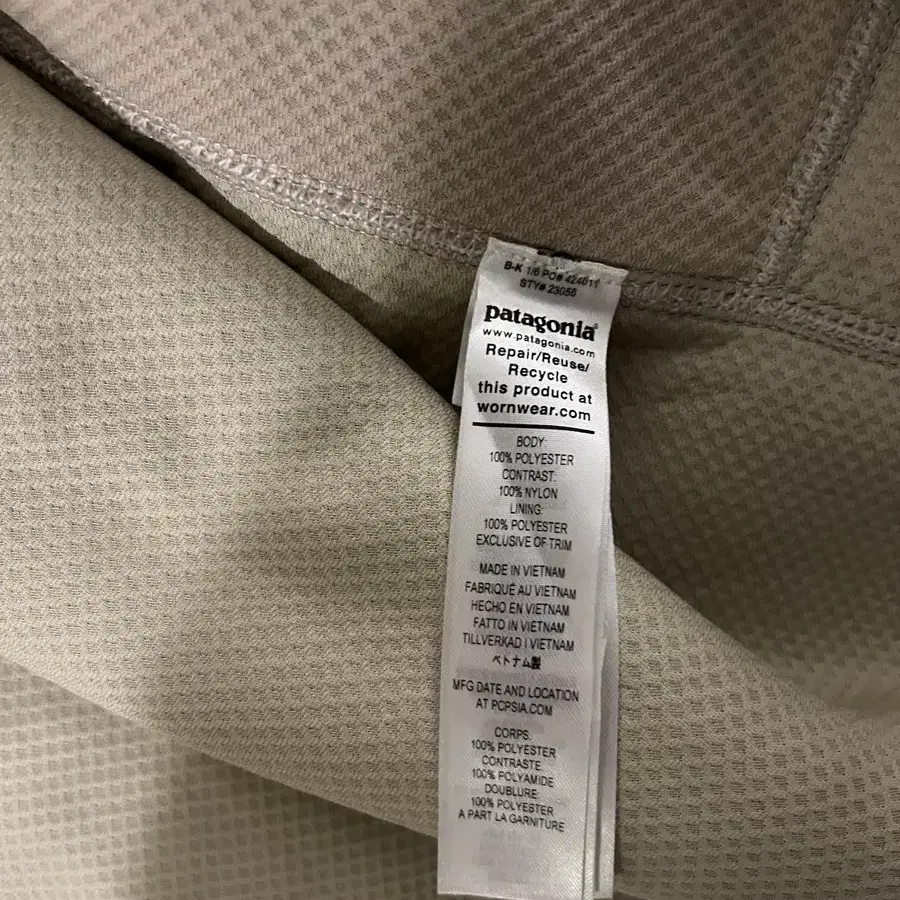 B-K 1/6 PO# 424011
STY# 23056
patagonia®
www.patagonia.com
Repair/Reuse/
Recycle
this product at
wornwear.com
BODY:
100% POLYESTER
CONTRAST:
100% NYLON
LINING:
100% POLYESTER
EXCLUSIVE OF TRIM
MADE IN VIETNAM
FABRIQUÉ AU VIETNAM
HECHO EN VIETNAM
FATTO IN VIETNAM
TILLVERKAD I VIETNAM
ベトナム製
MFG DATE AND LOCATION
AT PCPSIA.COM
CORPS:
100% POLYESTER
CONTRASTE:
100% POLYAMIDE
DOUBLURE:
100% POLYESTER
A PART LA GARNITURE